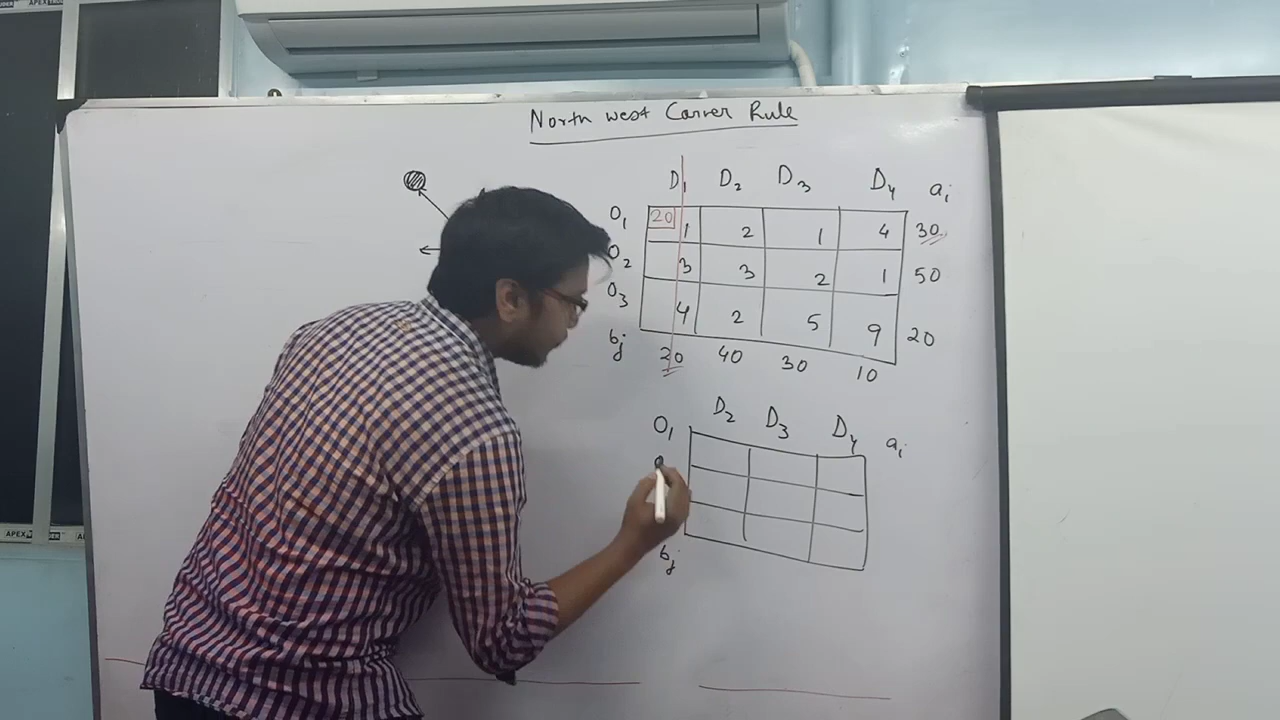 North west Corner Rule
D1 D2 D3 D4 ai
O1 20 1 2 1 4 30
O2 3 3 2 1 50
O3 4 2 5 9 20
bj 20 40 30 10
D2 D3 D4 ai
O1
bj
APEX